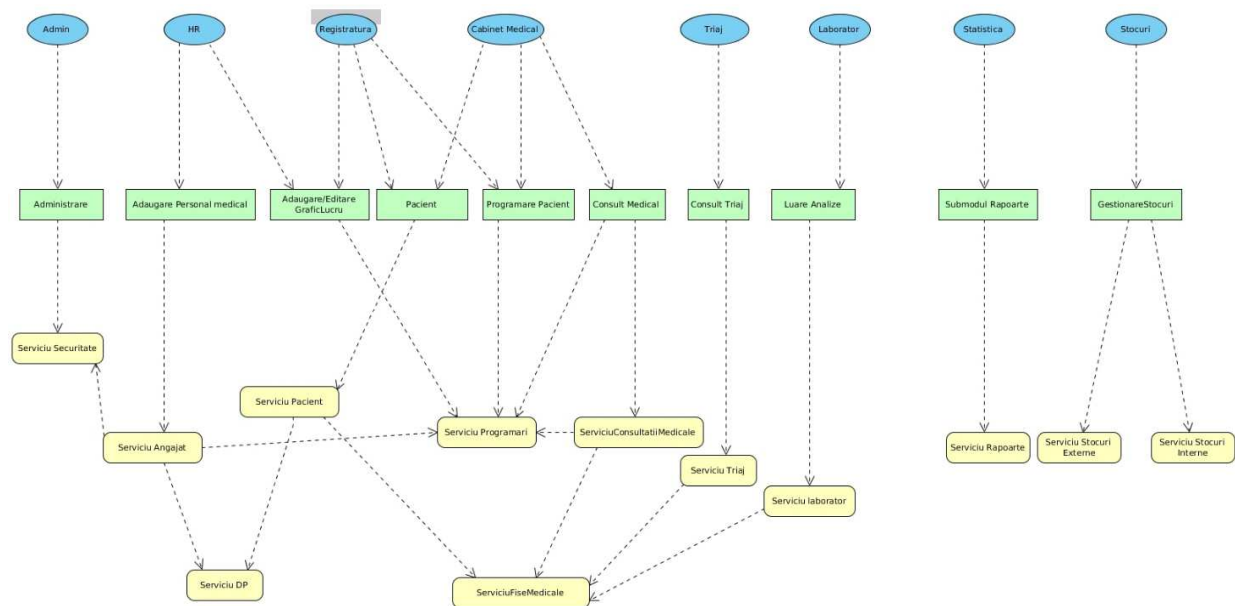 Admin
HR
Registratura
Cabinet Medical
Triaj
Laborator
Statistica
Stocuri
Administrare
Adaugare Personal medical
Adaugare/Editare
GraficLucru
Pacient
Programare Pacient
Consult Medical
Consult Triaj
Luare Analize
Submodul Rapoarte
GestionareStocuri
Serviciu Securitate
Serviciu Pacient
Serviciu Angajat
Serviciu Programari
ServiciuConsultatiiMedicale
Serviciu Triaj
Serviciu laborator
Serviciu Rapoarte
Serviciu Stocuri
Externe
Serviciu Stocuri
Interne
Serviciu DP
ServiciuFiseMedicale